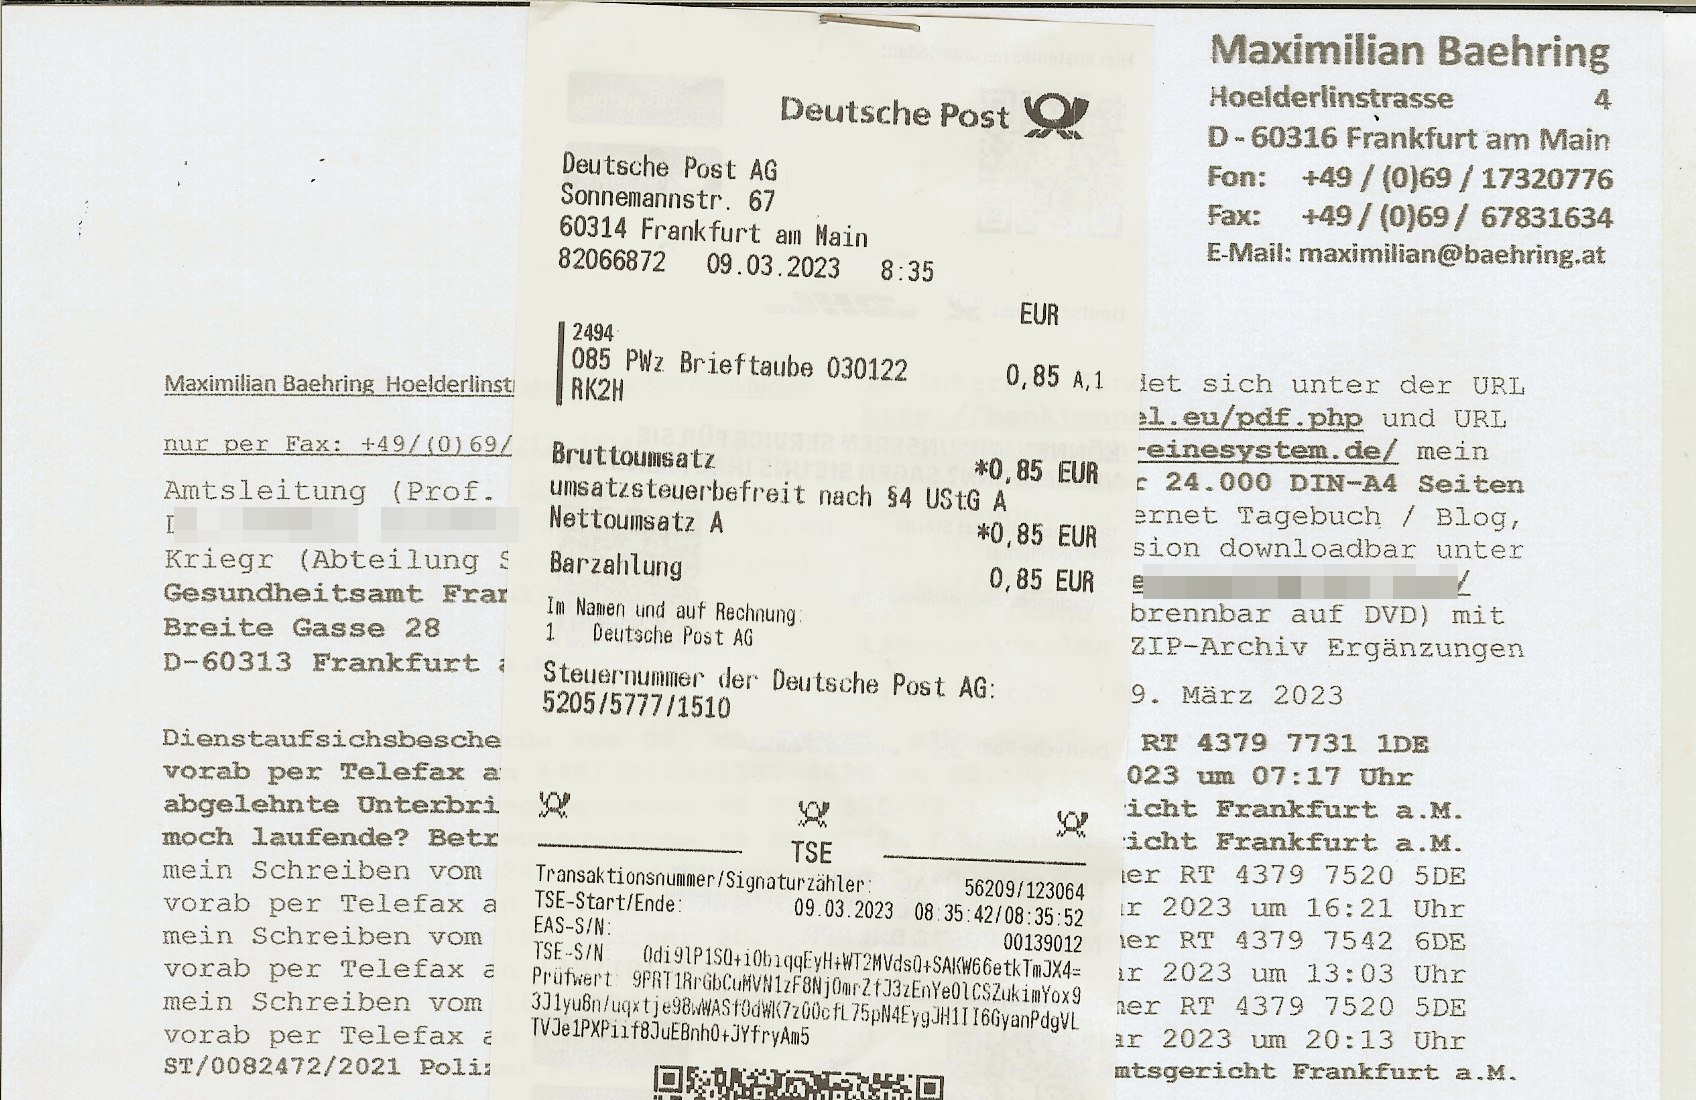 Maximilian Baehring
Hoelderlinstrasse 4
D - 60316 Frankfurt am Main
Fon: +49 / (0)69 / 17320776
Fax: +49 / (0)69 / 67831634
E-Mail: maximilian@baehring.at
Deutsche Post
Deutsche Post AG
Sonnemannstr. 67
60314 Frankfurt am Main
82066872 09.03.2023 8:35
EUR
2494
085 PWz Brieftaube 030122 0,85 A,1
RK2H
Bruttoumsatz *0,85 EUR
umsatzsteuerbefreit nach §4 UStG A
Nettoumsatz A *0,85 EUR
Barzahlung 0,85 EUR
Im Namen und auf Rechnung:
1 Deutsche Post AG
Steuernummer der Deutsche Post AG:
5205/5777/1510
TSE
Transaktionsnummer/Signaturzähler: 56209/123064
TSE-Start/Ende: 09.03.2023 08:35:42/08:35:52
EAS-S/N: 00139012
TSE-S/N
Prüfwert
Maximilian Baehring Hoelderlinst
nur per Fax: +49/(0)69/
Amtsleitung (Prof.
Kriegr (Abteilung S
Gesundheitsamt Fran
Breite Gasse 28
D-60313 Frankfurt a
Dienstaufsichsbesche
vorab per Telefax a
abgelehnte Unterbri
moch laufende? Betr
mein Schreiben vom
vorab per Telefax a
mein Schreiben vom
vorab per Telefax a
mein Schreiben vom
vorab per Telefax a
ST/0082472/2021 Poliz
det sich unter der URL
el.eu/pdf.php und URL
-einesystem.de/ mein
r 24.000 DIN-A4 Seiten
ernet Tagebuch / Blog,
sion downloadbar unter
e /
brennbar auf DVD) mit
ZIP-Archiv Ergänzungen
9. März 2023
RT 4379 7731 1DE
023 um 07:17 Uhr
icht Frankfurt a.M.
icht Frankfurt a.M.
er RT 4379 7520 5DE
r 2023 um 16:21 Uhr
er RT 4379 7542 6DE
r 2023 um 13:03 Uhr
er RT 4379 7520 5DE
ar 2023 um 20:13 Uhr
mtsgericht Frankfurt a.M.